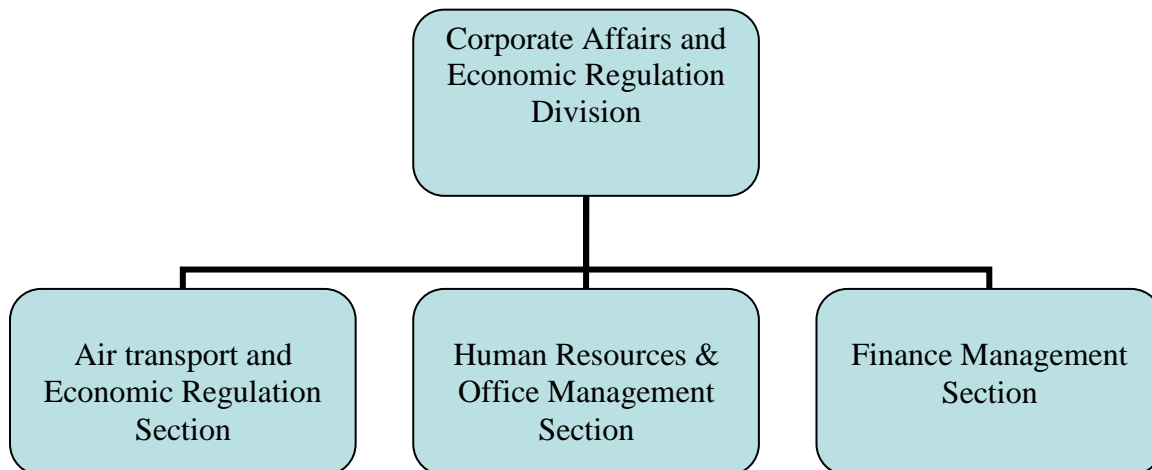 Corporate Affairs and
Economic Regulation
Division
Air transport and
Economic Regulation
Section
Human Resources &
Office Management
Section
Finance Management
Section